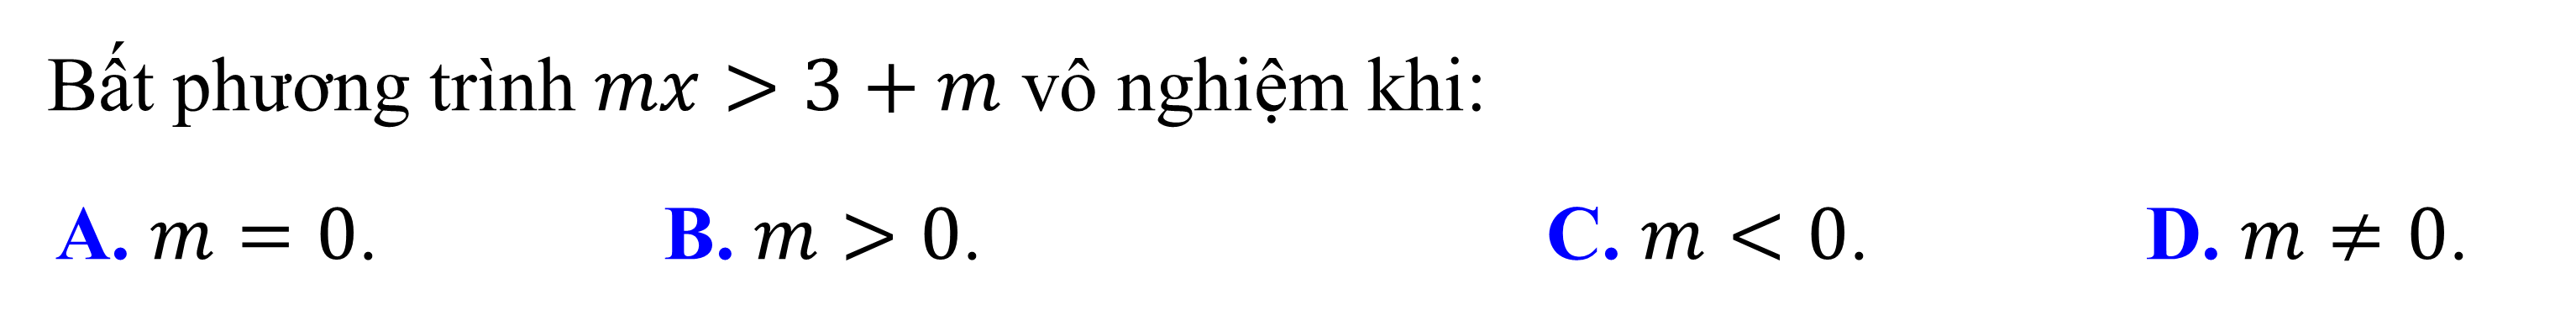 Bất phương trình mx > 3 + m vô nghiệm khi:
A. m = 0. B. m > 0. C. m < 0. D. m ≠ 0.